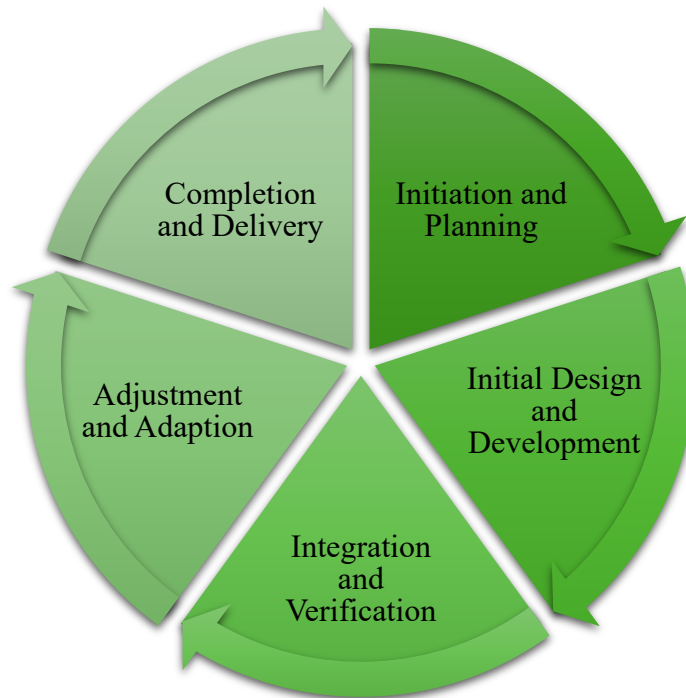 Initiation and
Planning
Initial Design
and
Development
Integration
and
Verification
Adjustment
and Adaption
Completion
and Delivery